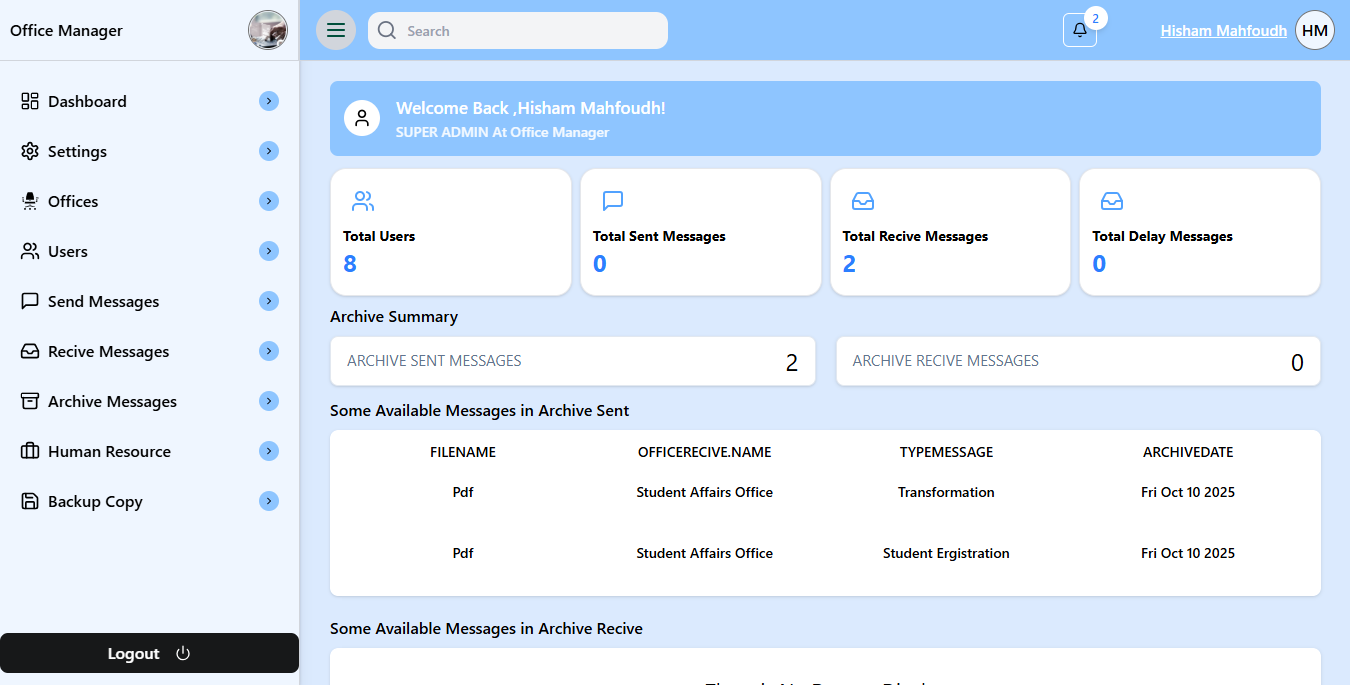 Office Manager
Search
2
Hisham Mahfoudh
HM
Dashboard
Settings
Offices
Users
Send Messages
Recive Messages
Archive Messages
Human Resource
Backup Copy
Logout
Welcome Back ,Hisham Mahfoudh!
SUPER ADMIN At Office Manager
Total Users
8
Total Sent Messages
0
Total Recive Messages
2
Total Delay Messages
0
Archive Summary
ARCHIVE SENT MESSAGES 2
ARCHIVE RECIVE MESSAGES 0
Some Available Messages in Archive Sent
FILENAME OFFICERECIVE.NAME TYPEMESSAGE ARCHIVEDATE
Pdf Student Affairs Office Transformation Fri Oct 10 2025
Pdf Student Affairs Office Student Ergistration Fri Oct 10 2025
Some Available Messages in Archive Recive